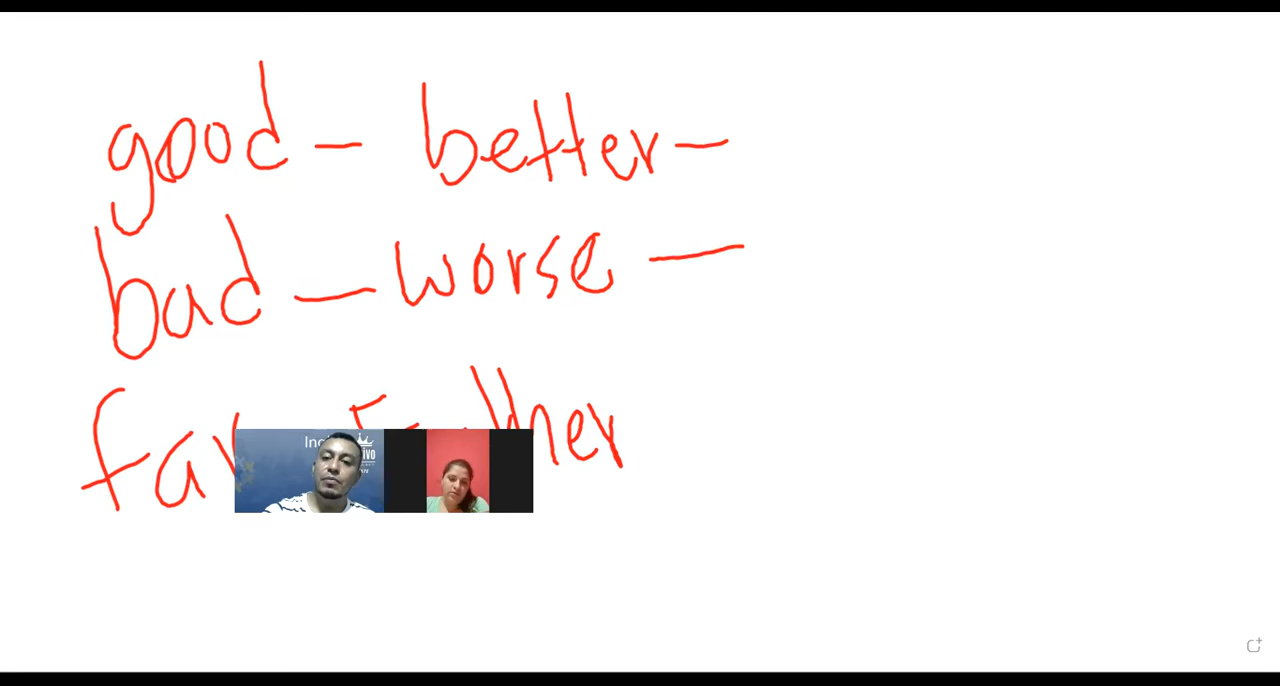 good — better —
bad — worse —
far